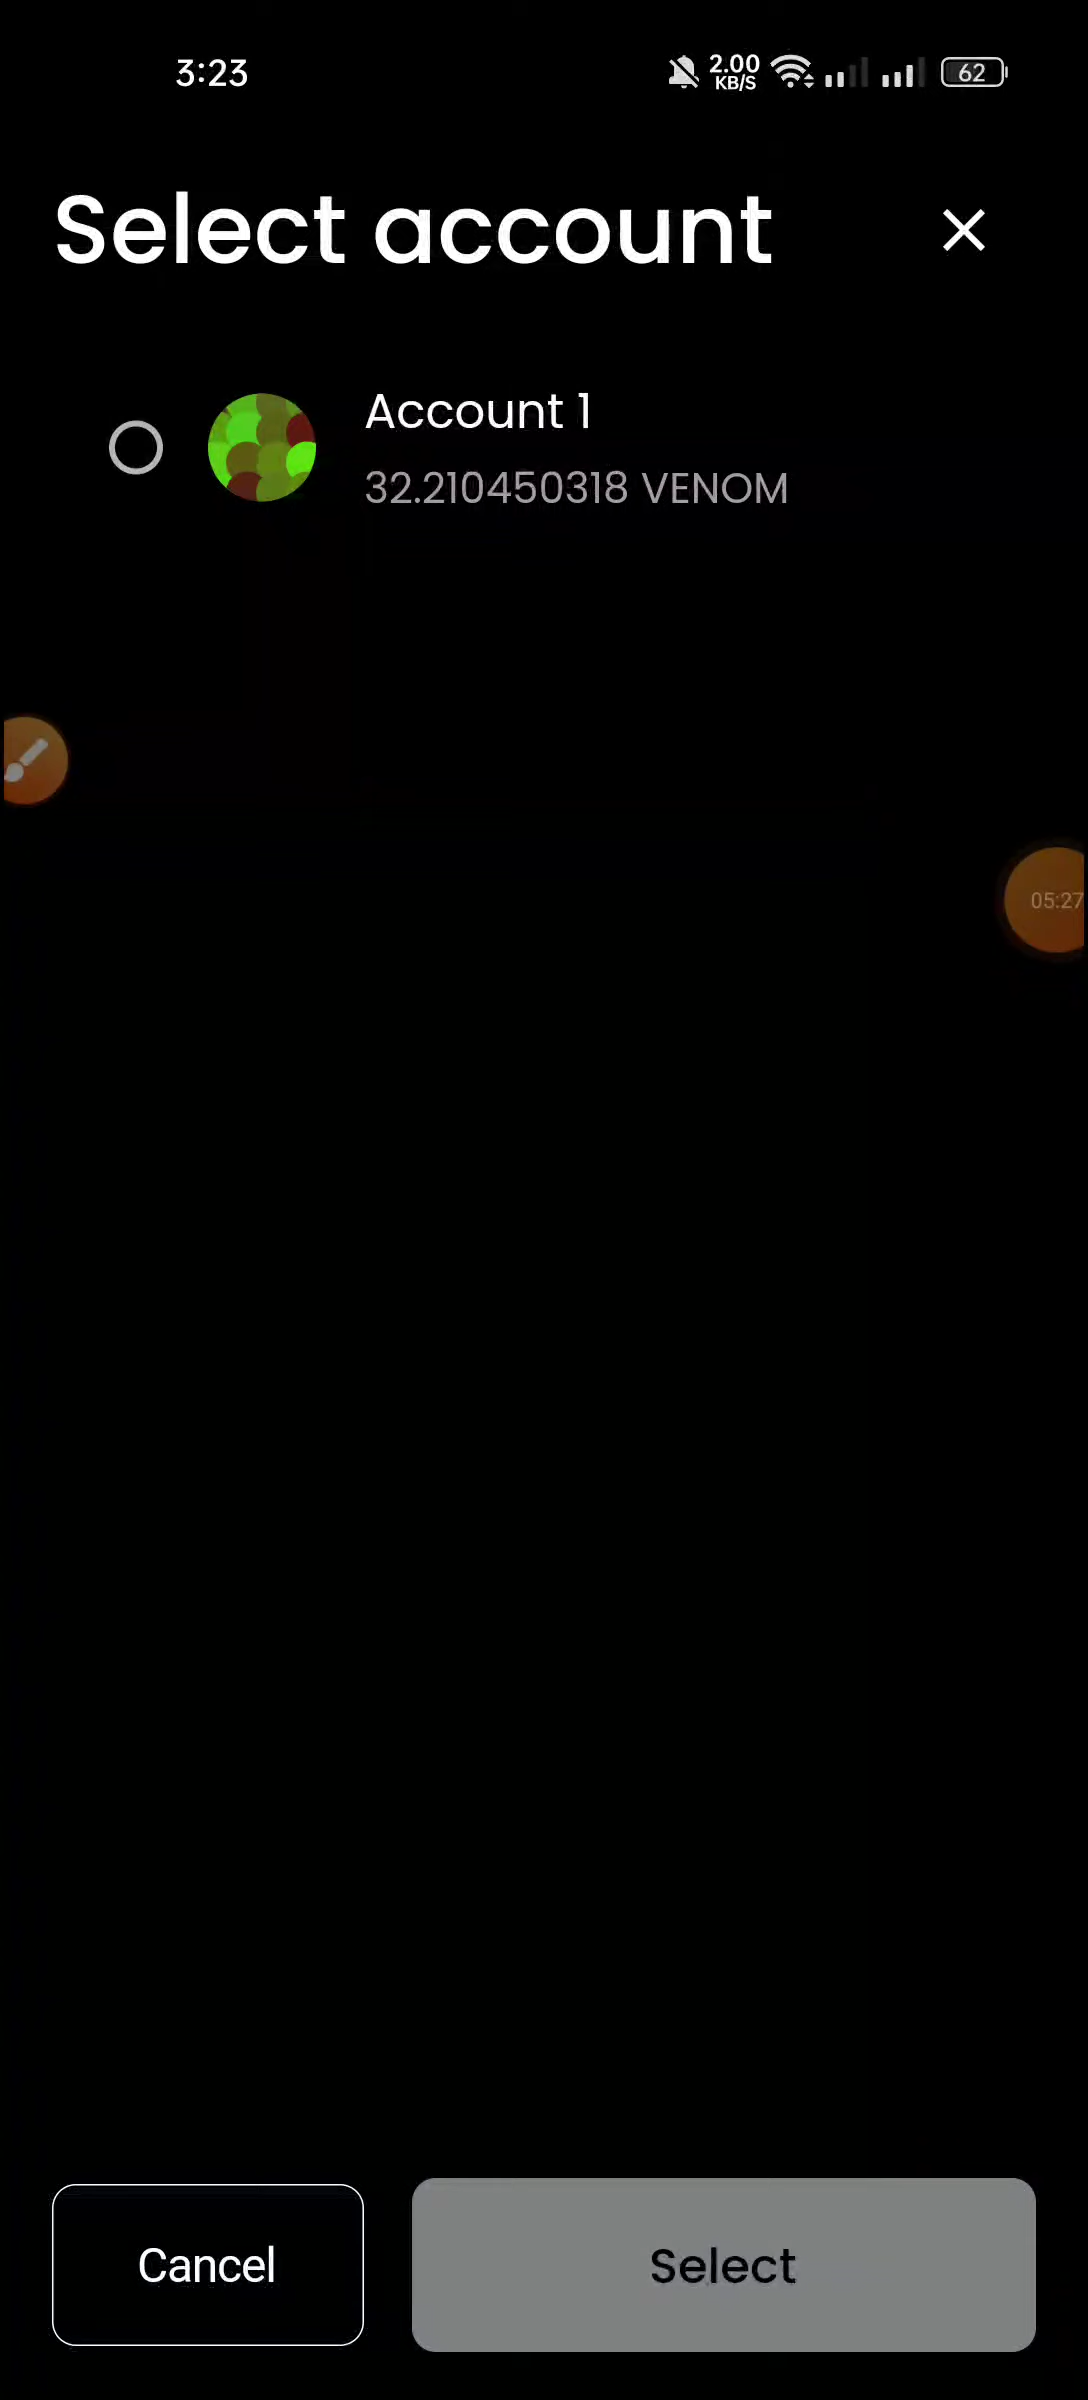 3:23
2.00
KB/S
62
Select account
Account 1
32.210450318 VENOM
05:27
Cancel
Select